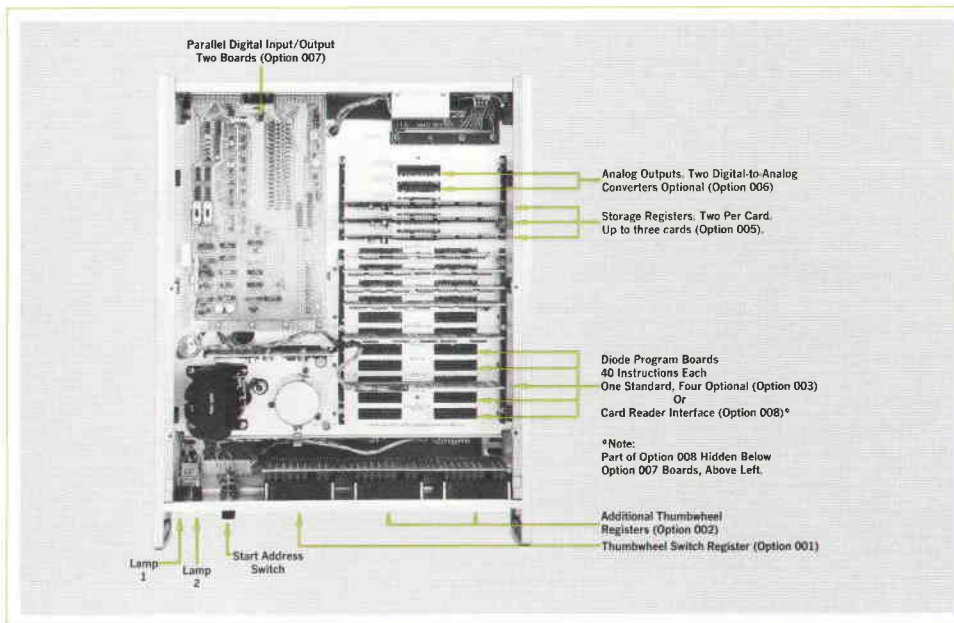 Parallel Digital Input/Output
Two Boards (Option 007)
Analog Outputs. Two Digital-to-Analog
Converters Optional (Option 006)
Storage Registers. Two Per Card.
Up to three cards (Option 005).
Diode Program Boards
40 Instructions Each
One Standard, Four Optional (Option 003)
Or
Card Reader Interface (Option 008)*
*Note:
Part of Option 008 Hidden Below
Option 007 Boards, Above Left.
Additional Thumbwheel
Registers (Option 002)
Thumbwheel Switch Register (Option 001)
Lamp
1
Lamp
2
Start Address
Switch